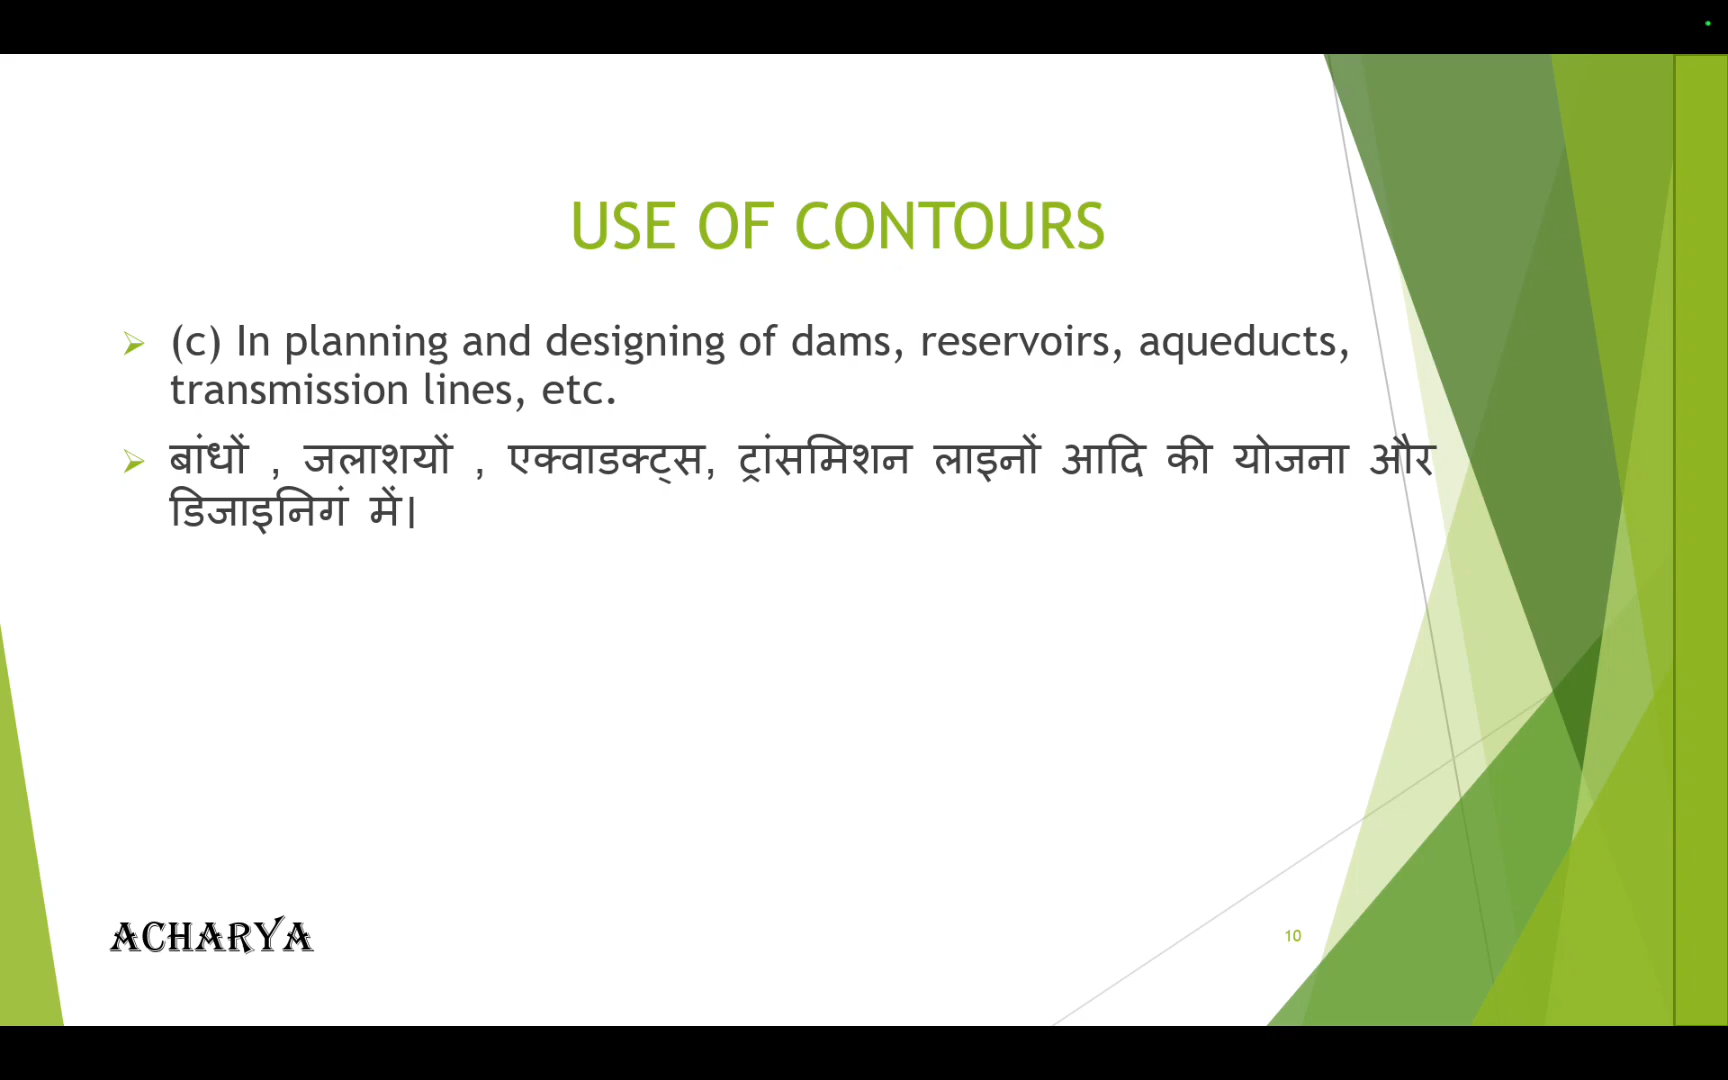 USE OF CONTOURS
(c) In planning and designing of dams, reservoirs, aqueducts,
transmission lines, etc.
बांधों , जलाशयों , एक्वाडक्ट्स, ट्रांसमिशन लाइनों आदि की योजना और
डिजाइनिगं में।
ACHARYA
10